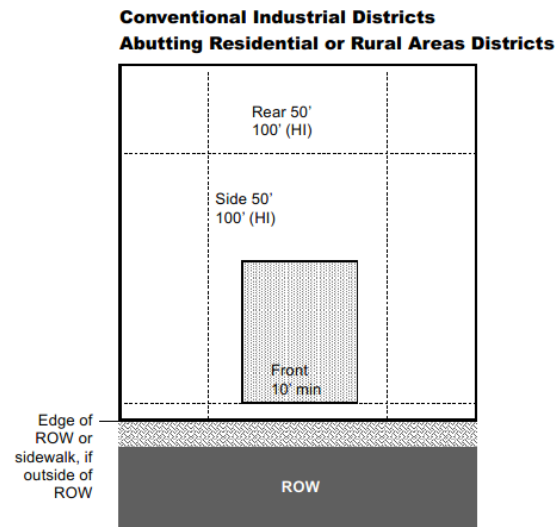 Conventional Industrial Districts
Abutting Residential or Rural Areas Districts
Rear 50'
100' (HI)
Side 50'
100' (HI)
Front
10' min
Edge of
ROW or
sidewalk, if
outside of
ROW
ROW